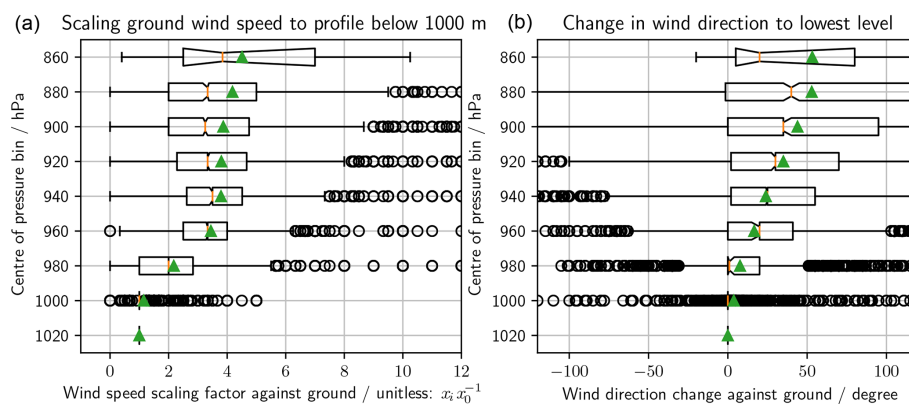 (a) Scaling ground wind speed to profile below 1000 m
Centre of pressure bin / hPa
860
880
900
920
940
960
980
1000
1020
0 2 4 6 8 10 12
Wind speed scaling factor against ground / unitless: $x_i x_0^{-1}$
(b) Change in wind direction to lowest level
Centre of pressure bin / hPa
860
880
900
920
940
960
980
1000
1020
−100 −50 0 50 100
Wind direction change against ground / degree